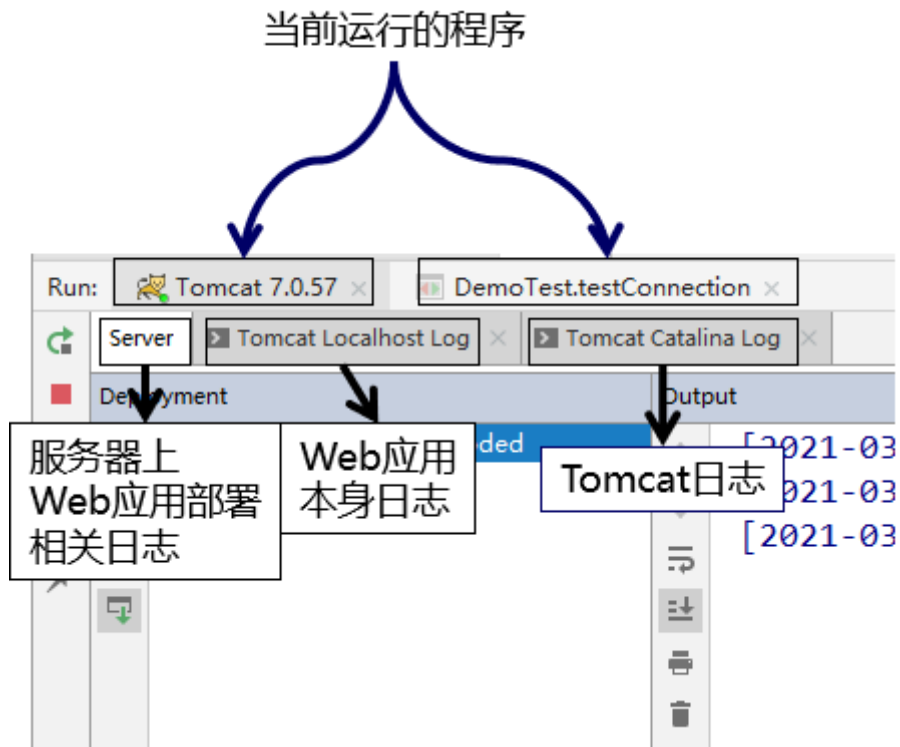 当前运行的程序
Run: Tomcat 7.0.57 DemoTest.testConnection
Server Tomcat Localhost Log Tomcat Catalina Log
Output
服务器上
Web应用部署
相关日志
Web应用
本身日志
Tomcat日志
[2021-03
2021-03
[2021-03